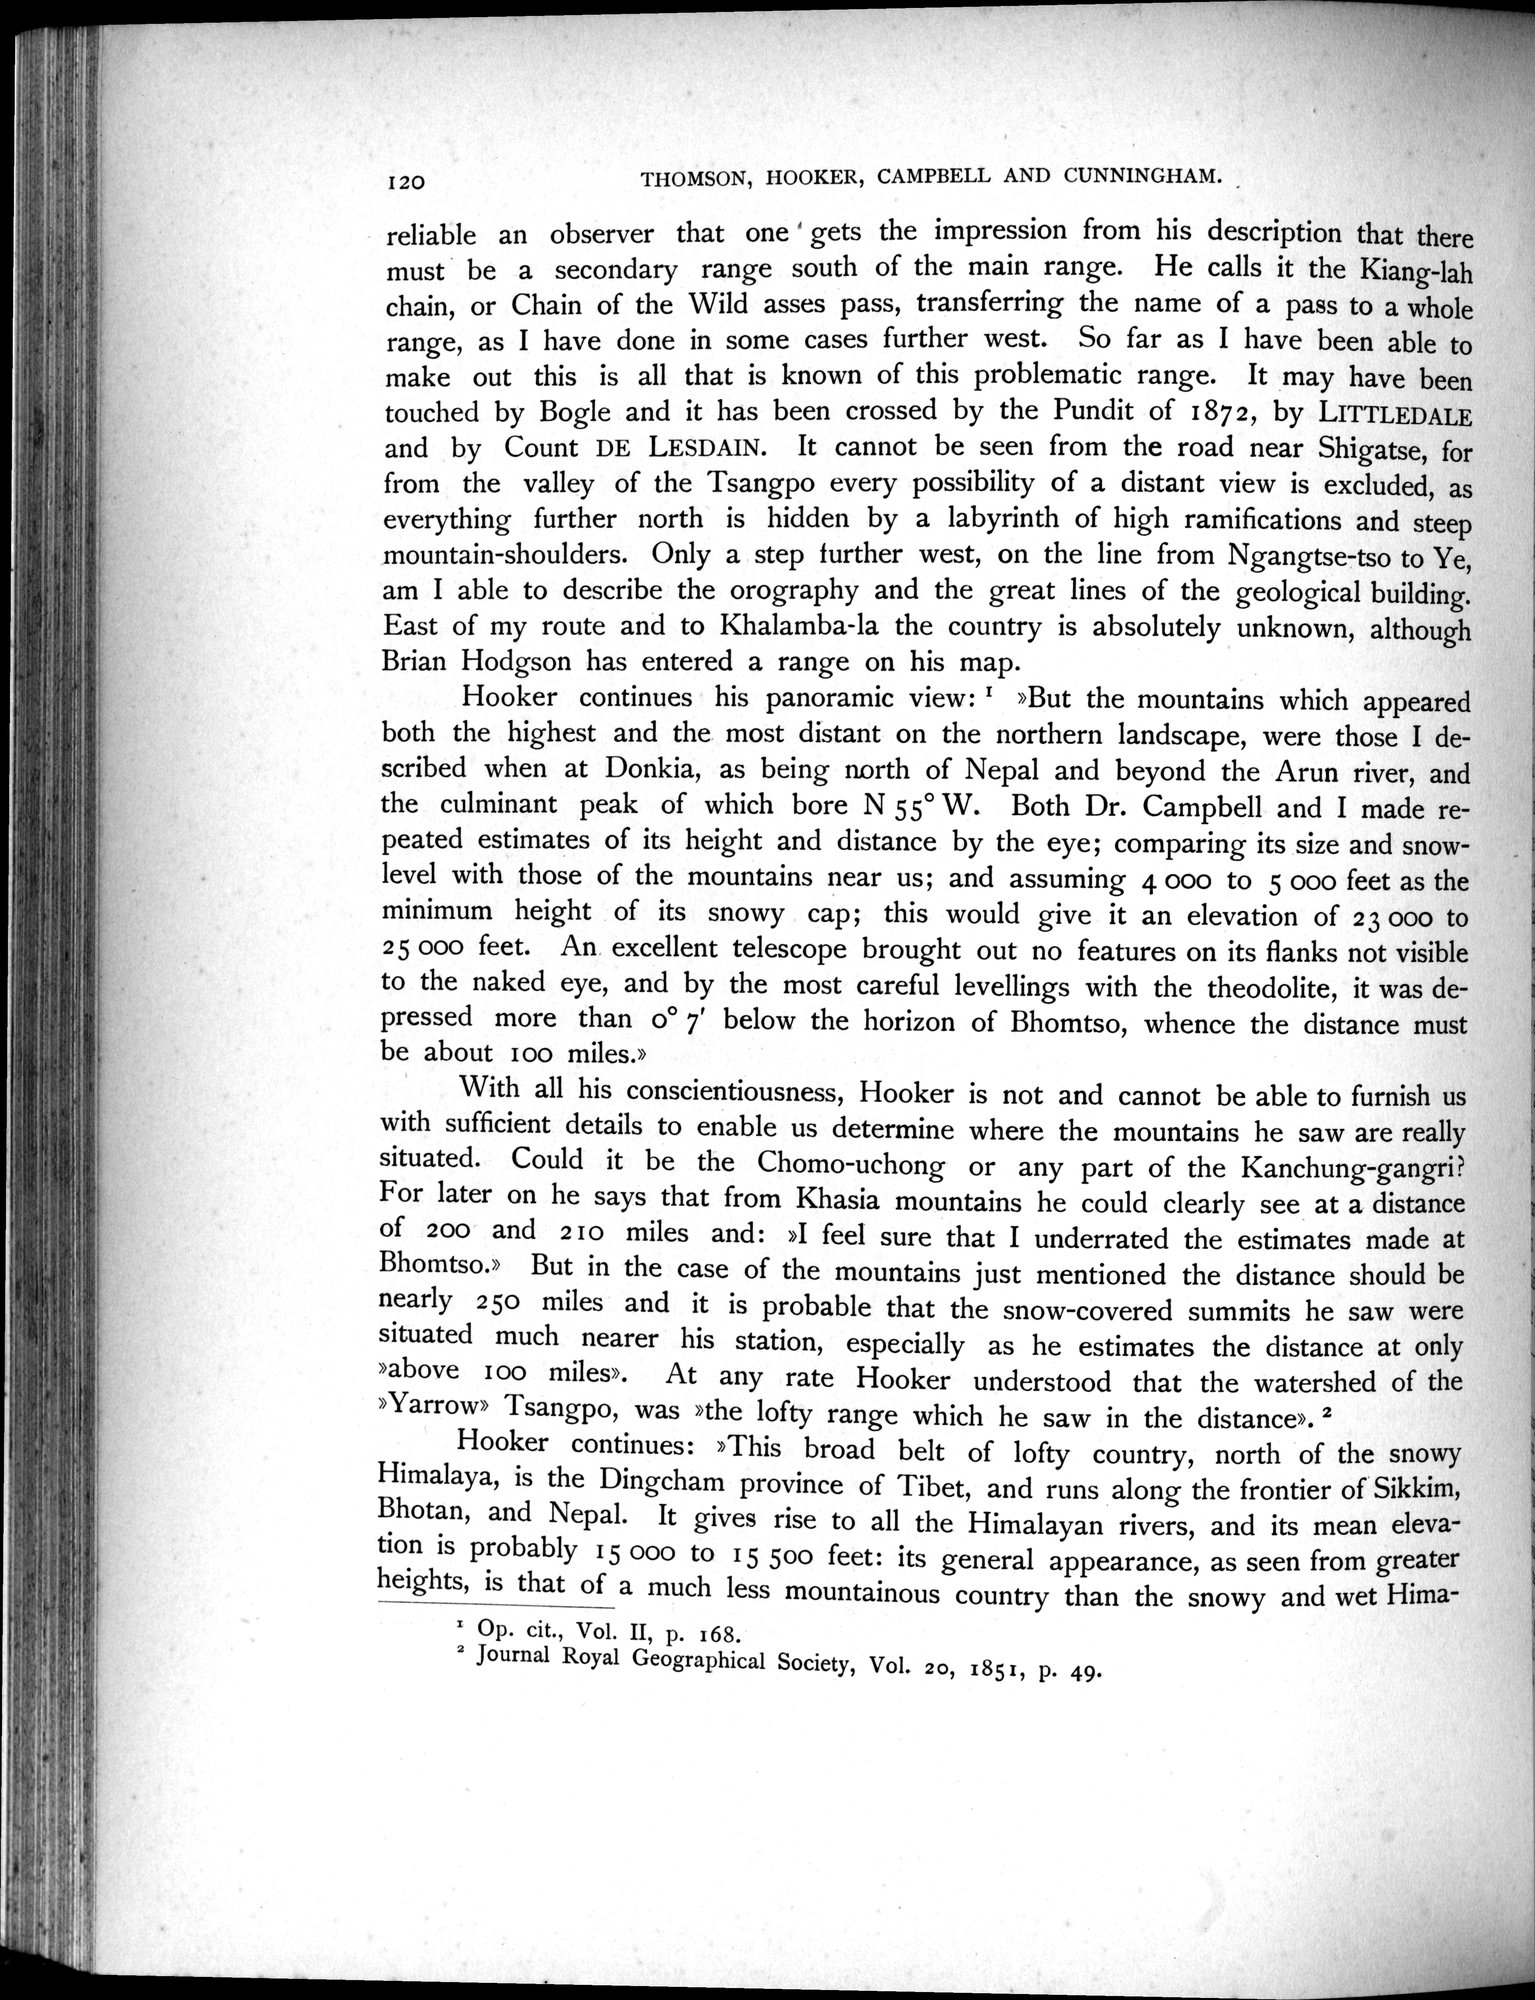 120 THOMSON, HOOKER, CAMPBELL AND CUNNINGHAM.
reliable an observer that one gets the impression from his description that there
must be a secondary range south of the main range. He calls it the Kiang-lah
chain, or Chain of the Wild asses pass, transferring the name of a pass to a whole
range, as I have done in some cases further west. So far as I have been able to
make out this is all that is known of this problematic range. It may have been
touched by Bogle and it has been crossed by the Pundit of 1872, by LITTLEDALE
and by Count DE LESDAIN. It cannot be seen from the road near Shigatse, for
from the valley of the Tsangpo every possibility of a distant view is excluded, as
everything further north is hidden by a labyrinth of high ramifications and steep
mountain-shoulders. Only a step further west, on the line from Ngangtse-tso to Ye,
am I able to describe the orography and the great lines of the geological building.
East of my route and to Khalamba-la the country is absolutely unknown, although
Brian Hodgson has entered a range on his map.
Hooker continues his panoramic view: ¹ »But the mountains which appeared
both the highest and the most distant on the northern landscape, were those I de-
scribed when at Donkia, as being north of Nepal and beyond the Arun river, and
the culminant peak of which bore N 55° W. Both Dr. Campbell and I made re-
peated estimates of its height and distance by the eye; comparing its size and snow-
level with those of the mountains near us; and assuming 4 000 to 5 000 feet as the
minimum height of its snowy cap; this would give it an elevation of 23 000 to
25 000 feet. An excellent telescope brought out no features on its flanks not visible
to the naked eye, and by the most careful levellings with the theodolite, it was de-
pressed more than 0° 7′ below the horizon of Bhomtso, whence the distance must
be about 100 miles.»
With all his conscientiousness, Hooker is not and cannot be able to furnish us
with sufficient details to enable us determine where the mountains he saw are really
situated. Could it be the Chomo-uchong or any part of the Kanchung-gangri?
For later on he says that from Khasia mountains he could clearly see at a distance
of 200 and 210 miles and: »I feel sure that I underrated the estimates made at
Bhomtso.» But in the case of the mountains just mentioned the distance should be
nearly 250 miles and it is probable that the snow-covered summits he saw were
situated much nearer his station, especially as he estimates the distance at only
»above 100 miles». At any rate Hooker understood that the watershed of the
»Yarrow» Tsangpo, was »the lofty range which he saw in the distance». ²
Hooker continues: »This broad belt of lofty country, north of the snowy
Himalaya, is the Dingcham province of Tibet, and runs along the frontier of Sikkim,
Bhotan, and Nepal. It gives rise to all the Himalayan rivers, and its mean eleva-
tion is probably 15 000 to 15 500 feet: its general appearance, as seen from greater
heights, is that of a much less mountainous country than the snowy and wet Hima-
¹ Op. cit., Vol. II, p. 168.
² Journal Royal Geographical Society, Vol. 20, 1851, p. 49.